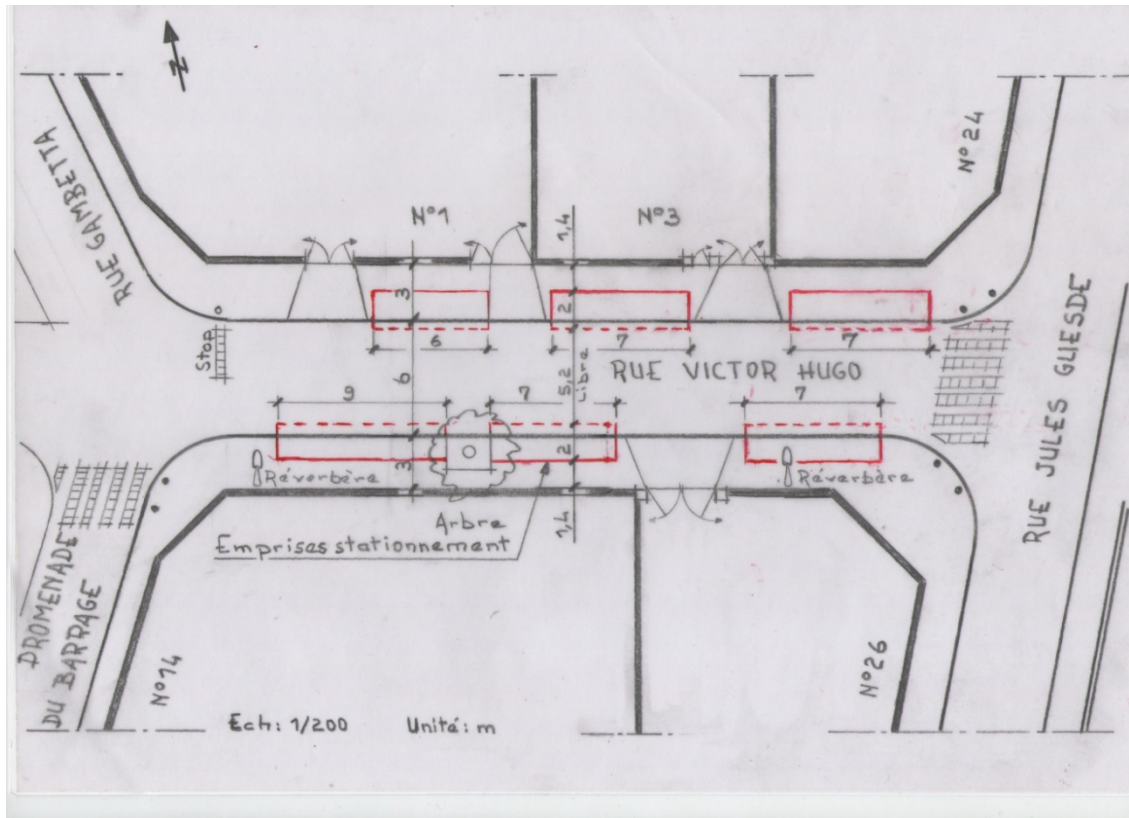 N
RUE GAMBETTA
N°1
1,4
N°3
N°24
3
2
Stop
6
7
7
6
5,2
Libre
RUE VICTOR HUGO
9
7
7
3
2
Réverbère
Réverbère
Arbre
1,4
Emprises stationnement
RUE JULES GLIESDE
DROMENADE
DU BARRAGE
N°14
N°26
Ech: 1/200
Unité: m